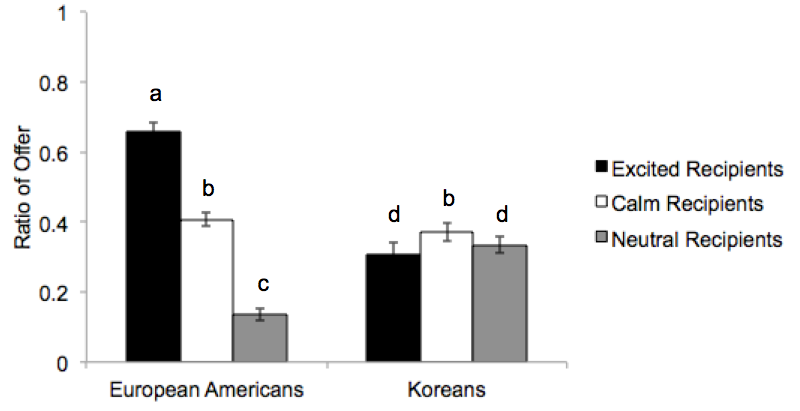 1
0.8
0.6
0.4
0.2
0
Ratio of Offer
a
b
c
d
b
d
European Americans
Koreans
Excited Recipients
Calm Recipients
Neutral Recipients